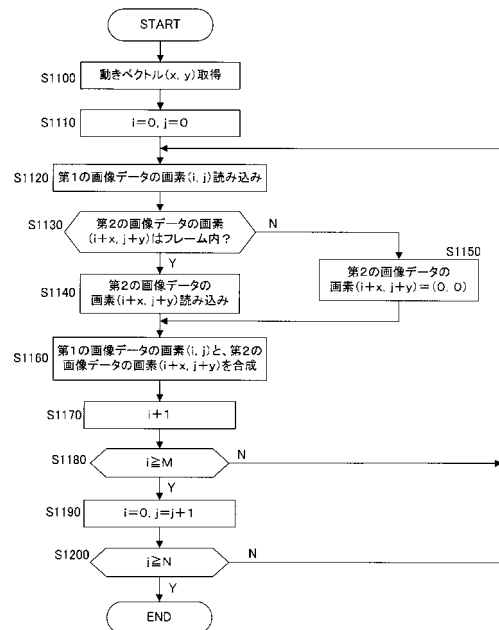 START
S1100
動きベクトル(x, y)取得
S1110
i=0, j=0
S1120
第1の画像データの画素(i, j)読み込み
S1130
第2の画像データの画素
(i+x, j+y)はフレーム内?
N
Y
S1150
第2の画像データの
画素(i+x, j+y)=(0, 0)
S1140
第2の画像データの
画素(i+x, j+y)読み込み
S1160
第1の画像データの画素(i, j)と、第2の
画像データの画素(i+x, j+y)を合成
S1170
i+1
S1180
i≧M
N
Y
S1190
i=0, j=j+1
S1200
j≧N
N
Y
END